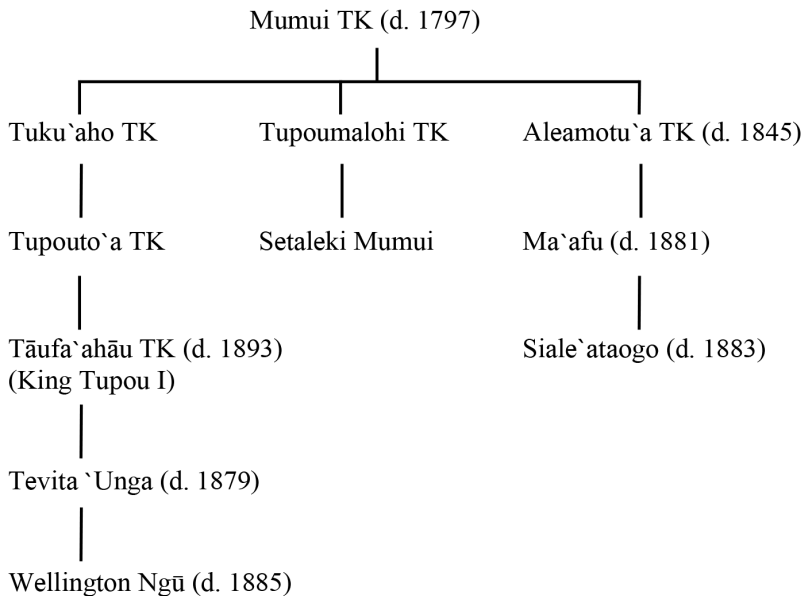 Mumui TK (d. 1797)
Tuku`aho TK
Tupoumalohi TK
Aleamotu`a TK (d. 1845)
Tupouto`a TK
Setaleki Mumui
Ma`afu (d. 1881)
Tāufa`ahāu TK (d. 1893)
(King Tupou I)
Siale`ataogo (d. 1883)
Tevita `Unga (d. 1879)
Wellington Ngū (d. 1885)